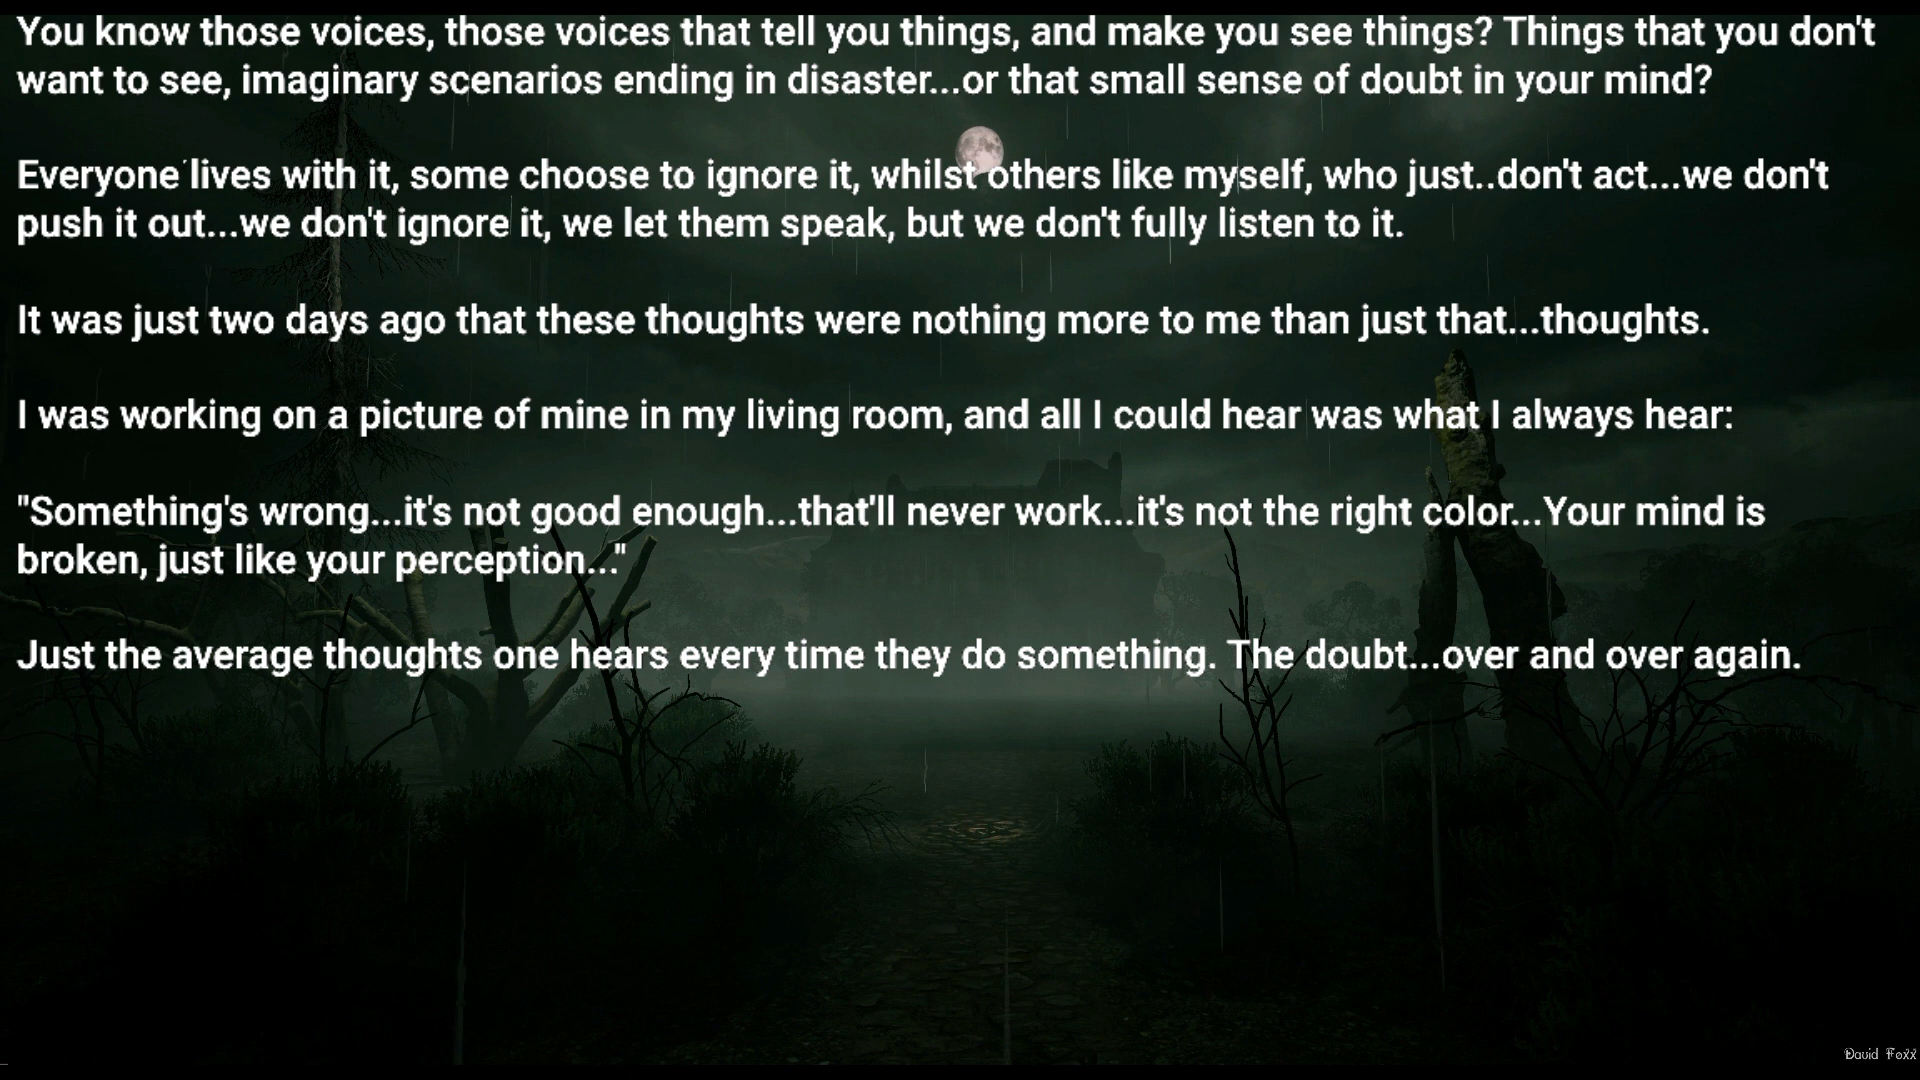 You know those voices, those voices that tell you things, and make you see things? Things that you don't
want to see, imaginary scenarios ending in disaster...or that small sense of doubt in your mind?
Everyone lives with it, some choose to ignore it, whilst others like myself, who just..don't act...we don't
push it out...we don't ignore it, we let them speak, but we don't fully listen to it.
It was just two days ago that these thoughts were nothing more to me than just that...thoughts.
I was working on a picture of mine in my living room, and all I could hear was what I always hear:
"Something's wrong...it's not good enough...that'll never work...it's not the right color...Your mind is
broken, just like your perception..."
Just the average thoughts one hears every time they do something. The doubt...over and over again.
David Foxx